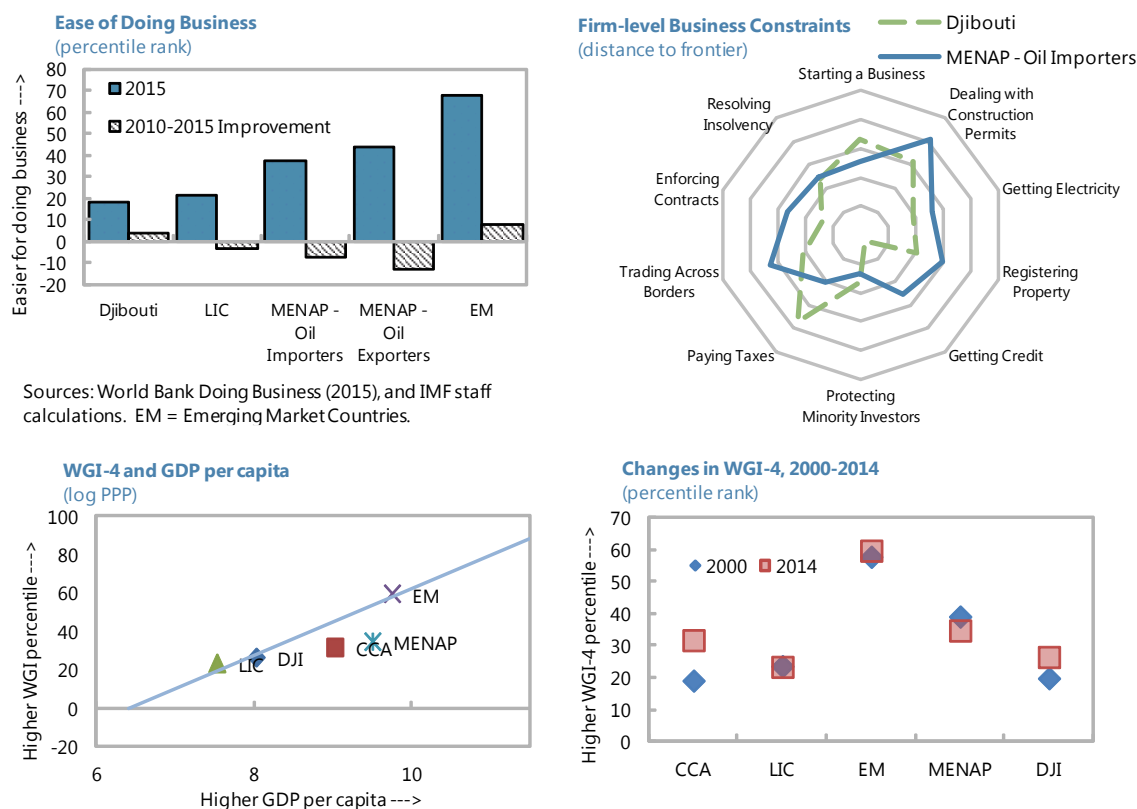 Ease of Doing Business
(percentile rank)
80
70
60
50
40
30
20
10
0
-10
-20
Easier for doing business --->
2015
2010-2015 Improvement
Djibouti
LIC
MENAP -
Oil
Importers
MENAP -
Oil
Exporters
EM
Sources: World Bank Doing Business (2015), and IMF staff
calculations. EM = Emerging Market Countries.
Firm-level Business Constraints
(distance to frontier)
Djibouti
MENAP - Oil Importers
Starting a Business
Dealing with
Construction
Permits
Getting Electricity
Registering
Property
Getting Credit
Protecting
Minority Investors
Paying Taxes
Trading Across
Borders
Enforcing
Contracts
Resolving
Insolvency
WGI-4 and GDP per capita
(log PPP)
100
80
60
40
20
0
-20
Higher WGI percentile--->
LIC
DJI
CCA
MENAP
EM
6
8
10
Higher GDP per capita --->
Changes in WGI-4, 2000-2014
(percentile rank)
70
60
50
40
30
20
10
0
Higher WGI-4 percentile--->
2000
2014
CCA
LIC
EM
MENAP
DJI